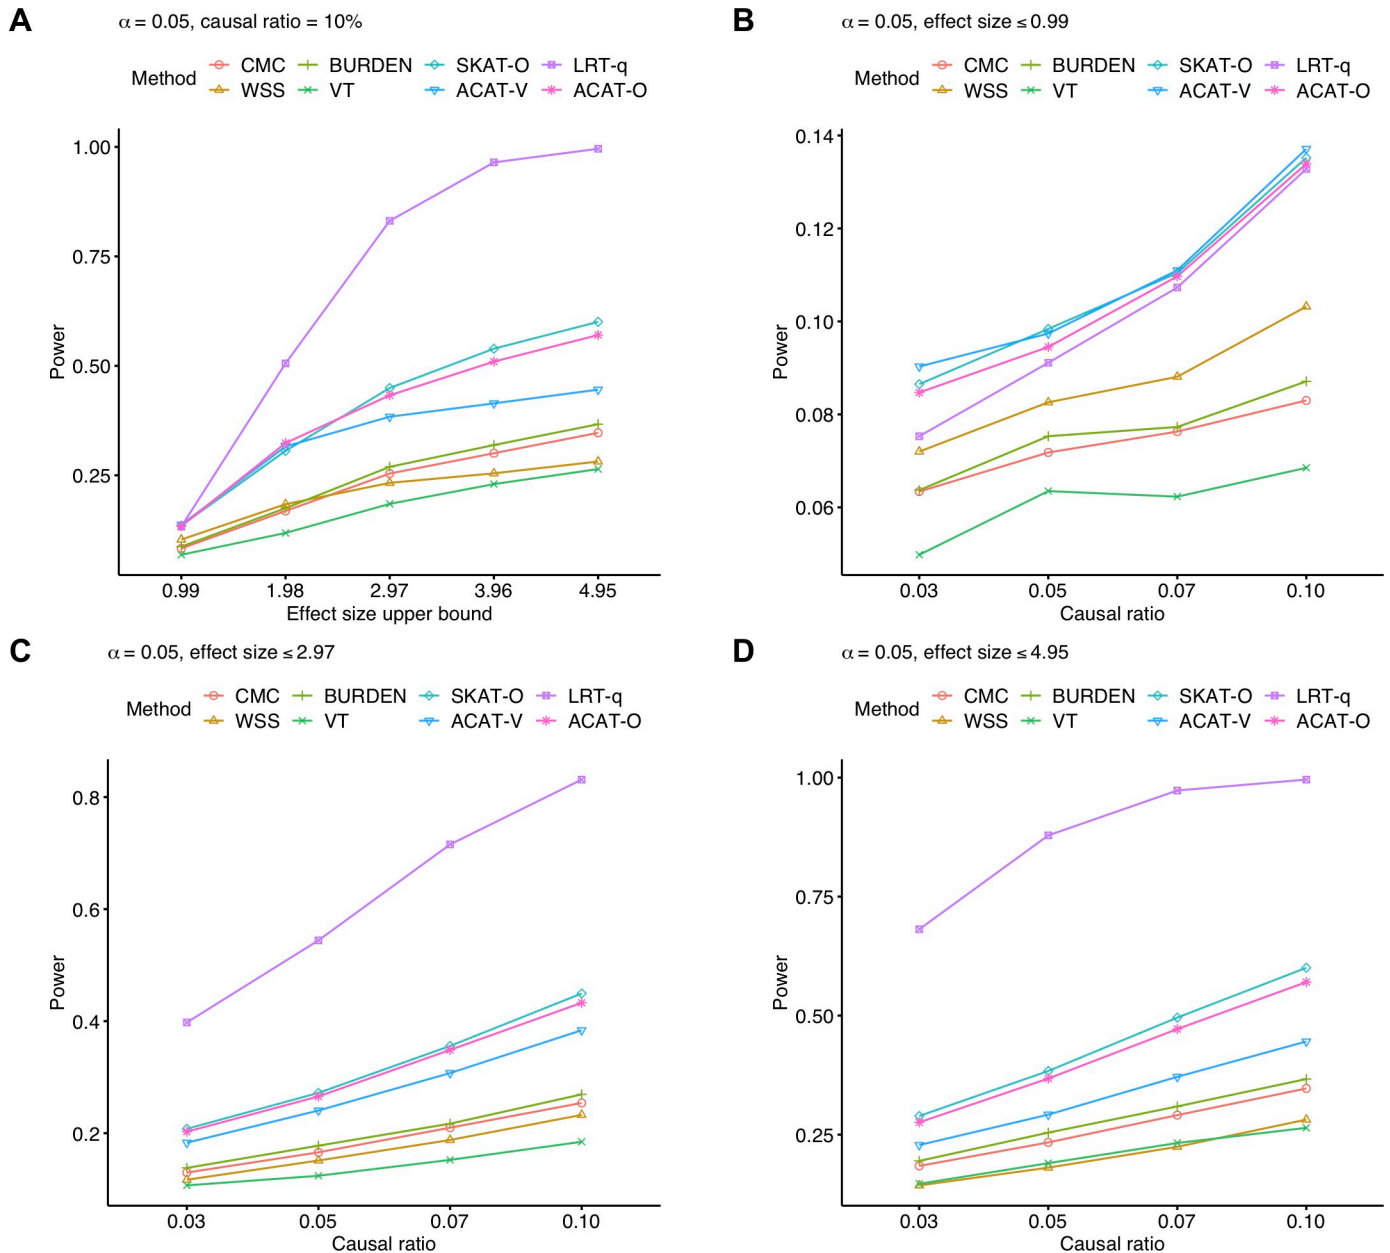 A
α = 0.05, causal ratio = 10%
Method CMC BURDEN SKAT-O LRT-q
WSS VT ACAT-V ACAT-O
1.00
0.75
0.50
0.25
Power
0.99 1.98 2.97 3.96 4.95
Effect size upper bound
B
α = 0.05, effect size ≤ 0.99
Method CMC BURDEN SKAT-O LRT-q
WSS VT ACAT-V ACAT-O
0.14
0.12
0.10
0.08
0.06
Power
0.03 0.05 0.07 0.10
Causal ratio
C
α = 0.05, effect size ≤ 2.97
Method CMC BURDEN SKAT-O LRT-q
WSS VT ACAT-V ACAT-O
0.8
0.6
0.4
0.2
Power
0.03 0.05 0.07 0.10
Causal ratio
D
α = 0.05, effect size ≤ 4.95
Method CMC BURDEN SKAT-O LRT-q
WSS VT ACAT-V ACAT-O
1.00
0.75
0.50
0.25
Power
0.03 0.05 0.07 0.10
Causal ratio